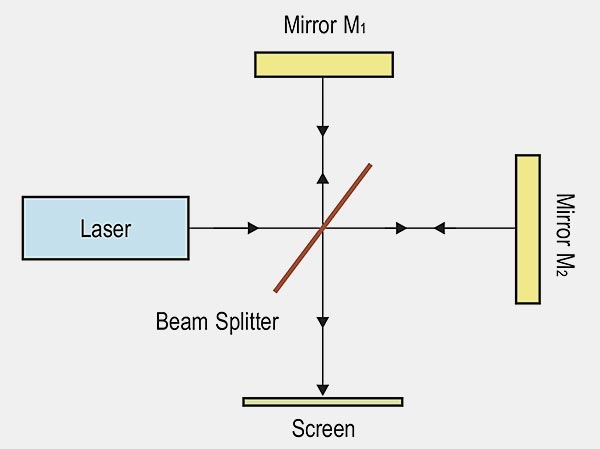 Mirror M₁
Laser
Mirror M₂
Beam Splitter
Screen